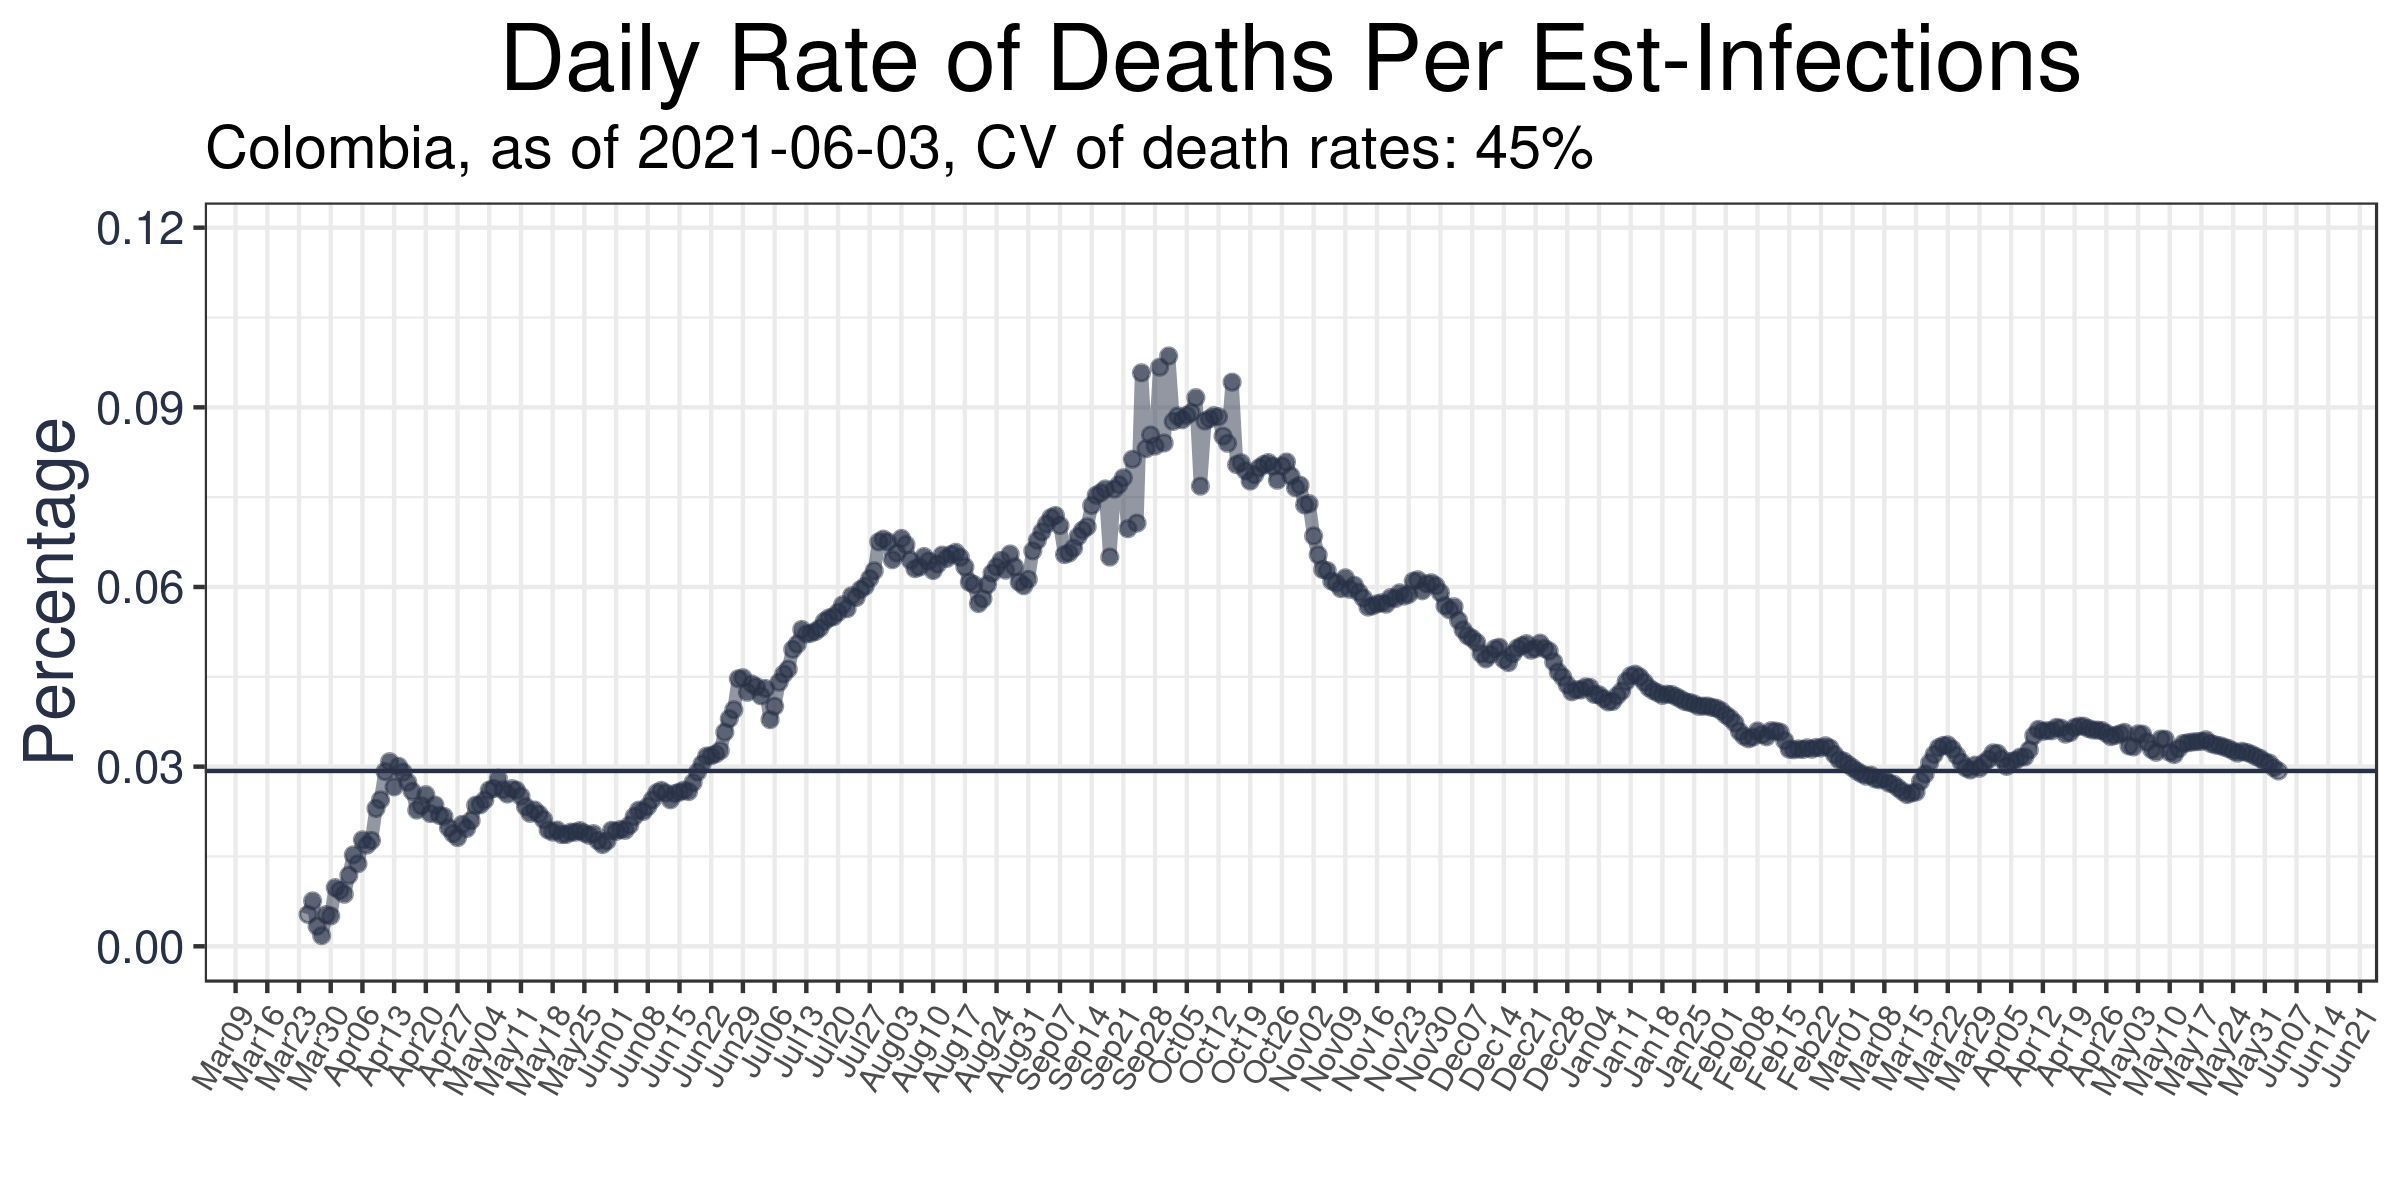 Daily Rate of Deaths Per Est-Infections
Colombia, as of 2021-06-03, CV of death rates: 45%
Percentage
0.12
0.09
0.06
0.03
0.00
Mar09
Mar16
Mar23
Mar30
Apr06
Apr13
Apr20
Apr27
May04
May11
May18
May25
Jun01
Jun08
Jun15
Jun22
Jun29
Jul06
Jul13
Jul20
Jul27
Aug03
Aug10
Aug17
Aug24
Aug31
Sep07
Sep14
Sep21
Sep28
Oct05
Oct12
Oct19
Oct26
Nov02
Nov09
Nov16
Nov23
Nov30
Dec07
Dec14
Dec21
Dec28
Jan04
Jan11
Jan18
Jan25
Feb01
Feb08
Feb15
Feb22
Mar01
Mar08
Mar15
Mar22
Mar29
Apr05
Apr12
Apr19
Apr26
May03
May10
May17
May24
May31
Jun07
Jun14
Jun21